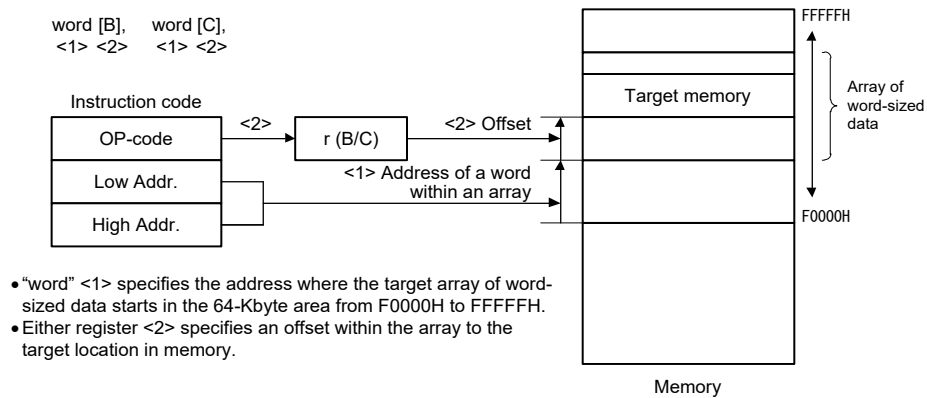 word [B], word [C],
<1> <2> <1> <2>
FFFFFH
Instruction code
OP-code
<2>
r (B/C)
<2> Offset
Target memory
Array of
word-sized
data
Low Addr.
<1> Address of a word
within an array
High Addr.
F0000H
• “word” <1> specifies the address where the target array of word-
sized data starts in the 64-Kbyte area from F0000H to FFFFFH.
• Either register <2> specifies an offset within the array to the
target location in memory.
Memory